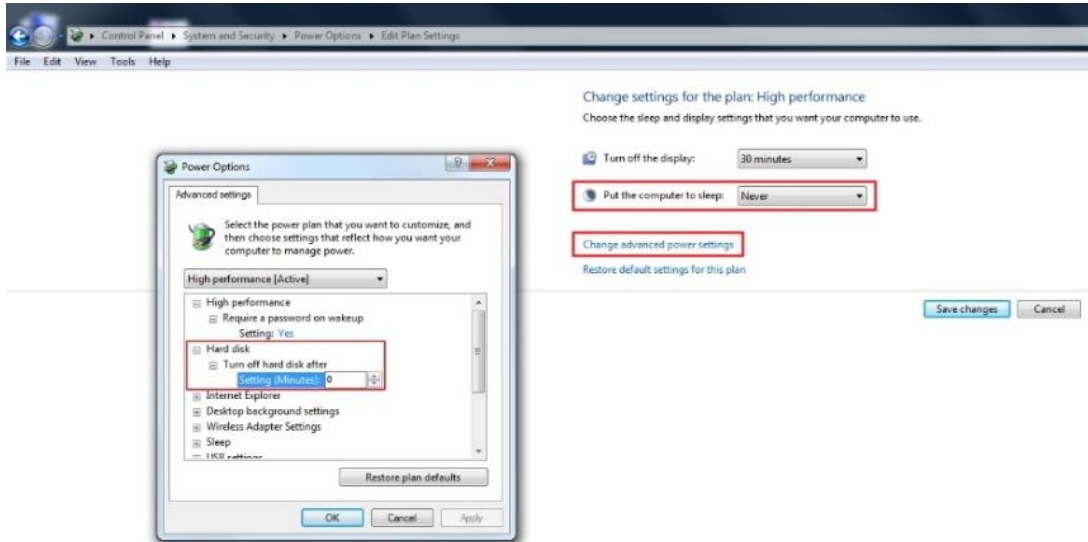 Control Panel ▸ System and Security ▸ Power Options ▸ Edit Plan Settings
File Edit View Tools Help
Change settings for the plan: High performance
Choose the sleep and display settings that you want your computer to use.
Turn off the display: 30 minutes
Put the computer to sleep: Never
Change advanced power settings
Restore default settings for this plan
Save changes Cancel
Power Options
Advanced settings
Select the power plan that you want to customize, and
then choose settings that reflect how you want your
computer to manage power.
High performance [Active]
High performance
Require a password on wakeup
Setting: Yes
Hard disk
Turn off hard disk after
Setting (Minutes): 0
Internet Explorer
Desktop background settings
Wireless Adapter Settings
Sleep
USB settings
Restore plan defaults
OK Cancel Apply